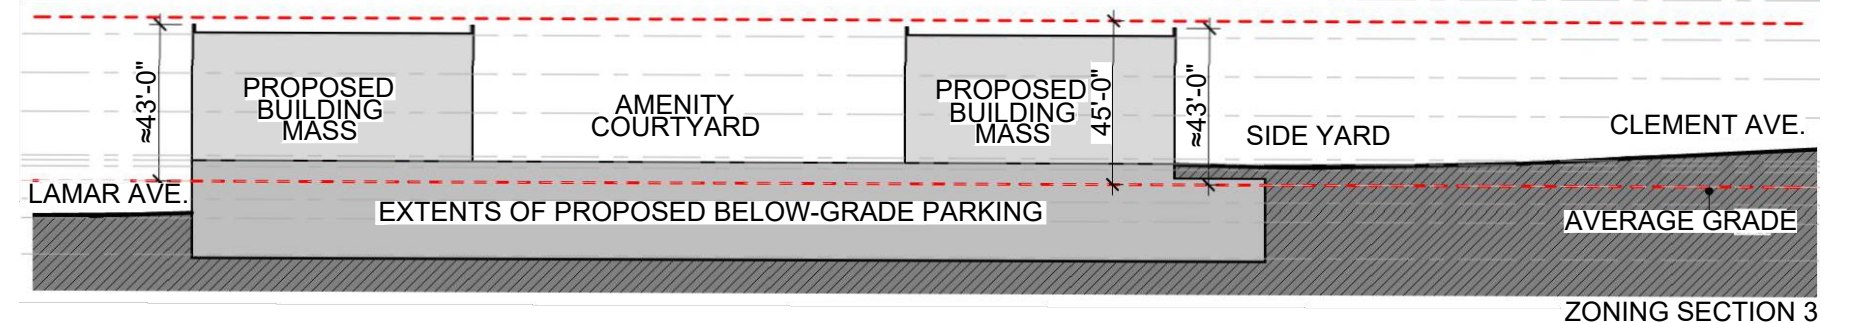 ≈43'-0"
PROPOSED
BUILDING
MASS
AMENITY
COURTYARD
PROPOSED
BUILDING
MASS
45'-0"
≈43'-0"
SIDE YARD
CLEMENT AVE.
LAMAR AVE.
EXTENTS OF PROPOSED BELOW-GRADE PARKING
AVERAGE GRADE
ZONING SECTION 3